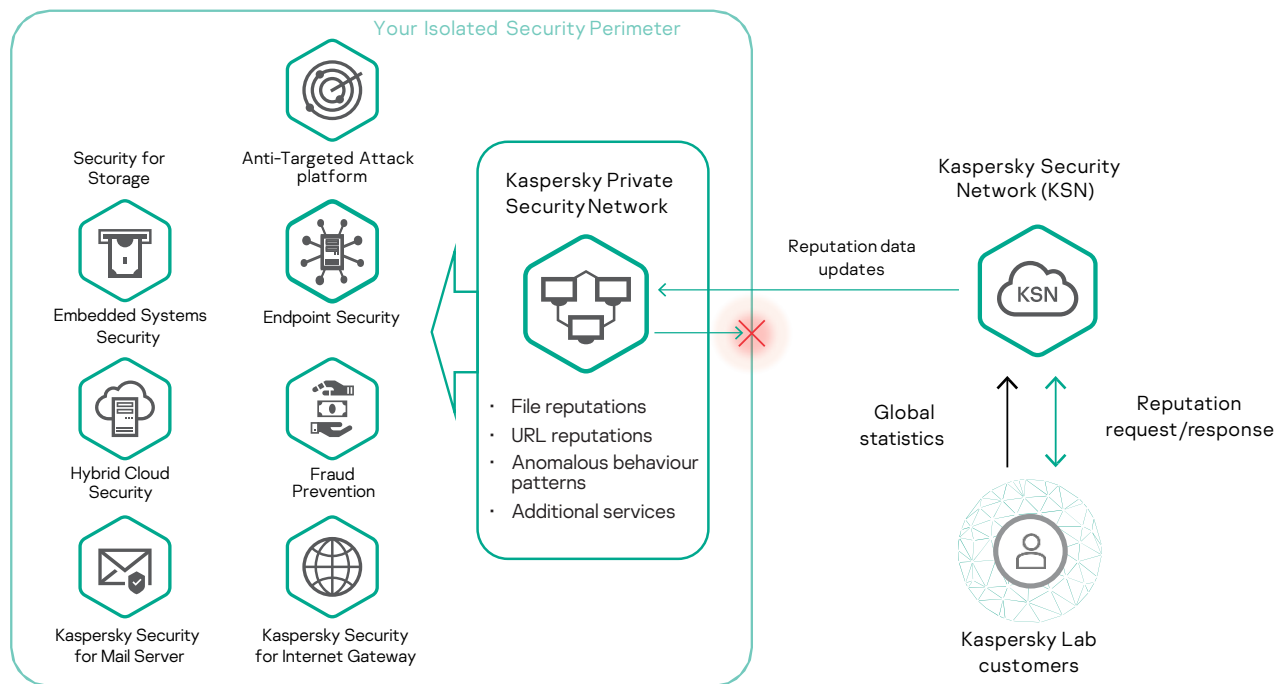 Your Isolated Security Perimeter
Security for
Storage
Anti-Targeted Attack
platform
Embedded Systems
Security
Endpoint Security
Hybrid Cloud
Security
Fraud
Prevention
Kaspersky Security
for Mail Server
Kaspersky Security
for Internet Gateway
Kaspersky Private
Security Network
· File reputations
· URL reputations
· Anomalous behaviour
patterns
· Additional services
Reputation data
updates
Kaspersky Security
Network (KSN)
KSN
Global
statistics
Reputation
request/response
Kaspersky Lab
customers